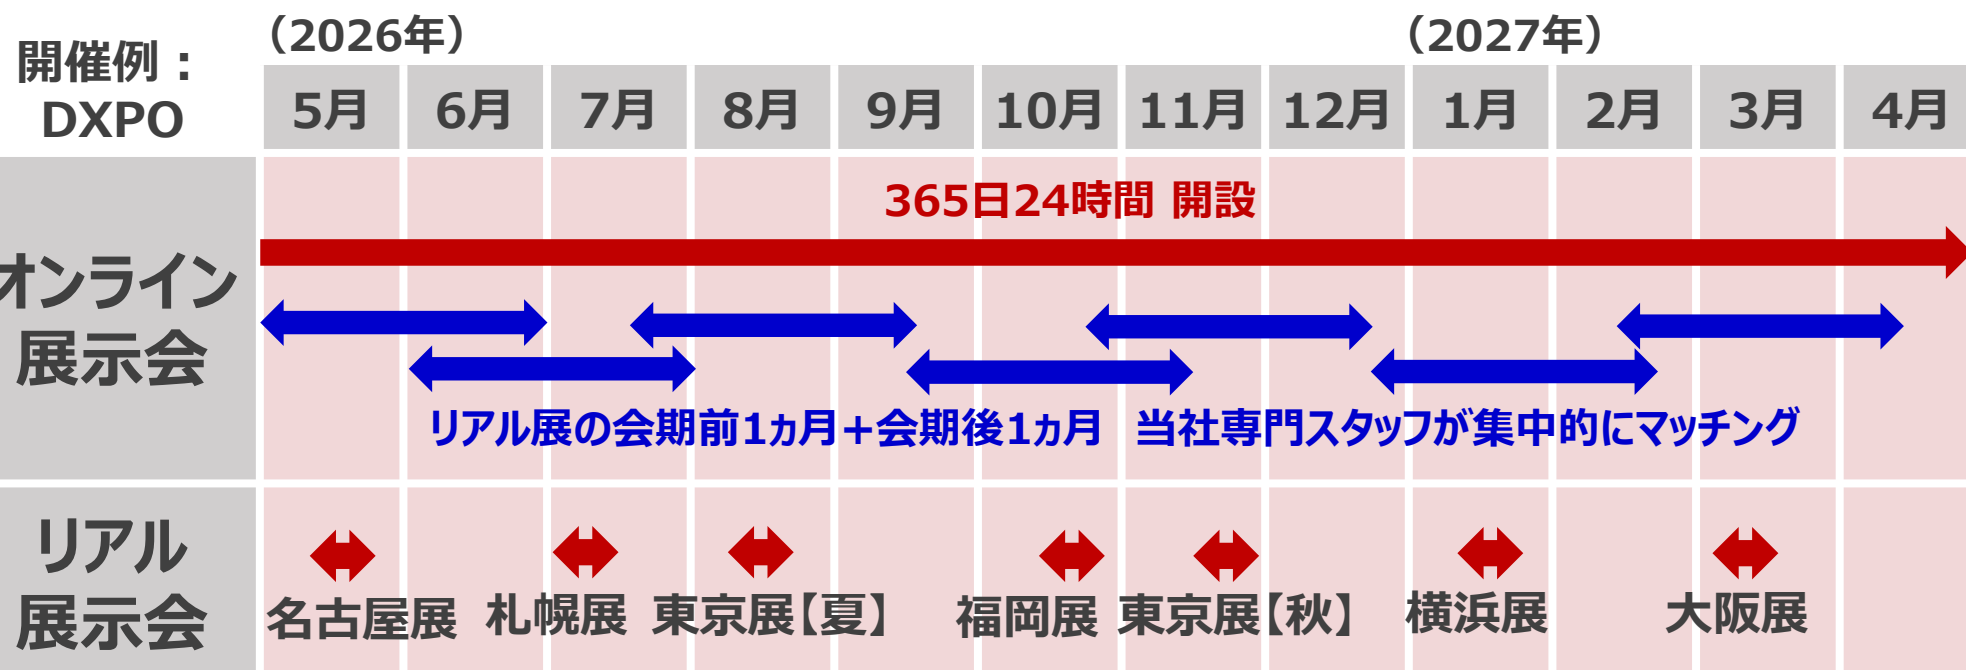 開催例：
DXPO
（2026年）
（2027年）
5月 6月 7月 8月 9月 10月 11月 12月 1月 2月 3月 4月
オンライン
展示会
365日24時間 開設
リアル展の会期前1ヵ月＋会期後1ヵ月 当社専門スタッフが集中的にマッチング
リアル
展示会
名古屋展 札幌展 東京展【夏】 福岡展 東京展【秋】 横浜展 大阪展